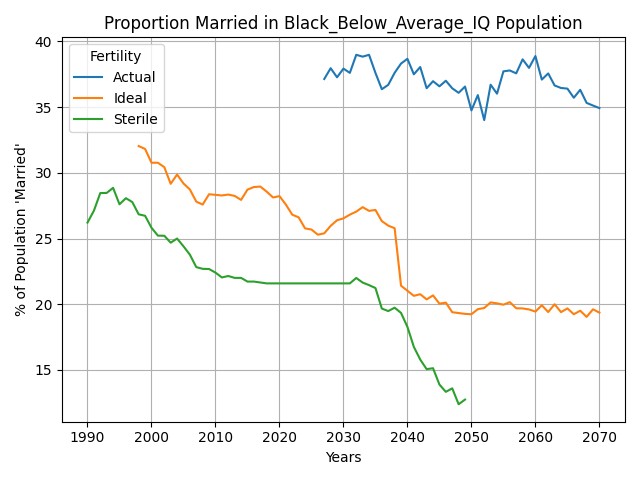 Proportion Married in Black_Below_Average_IQ Population
% of Population 'Married'
40
35
30
25
20
15
Fertility
Actual
Ideal
Sterile
1990 2000 2010 2020 2030 2040 2050 2060 2070
Years